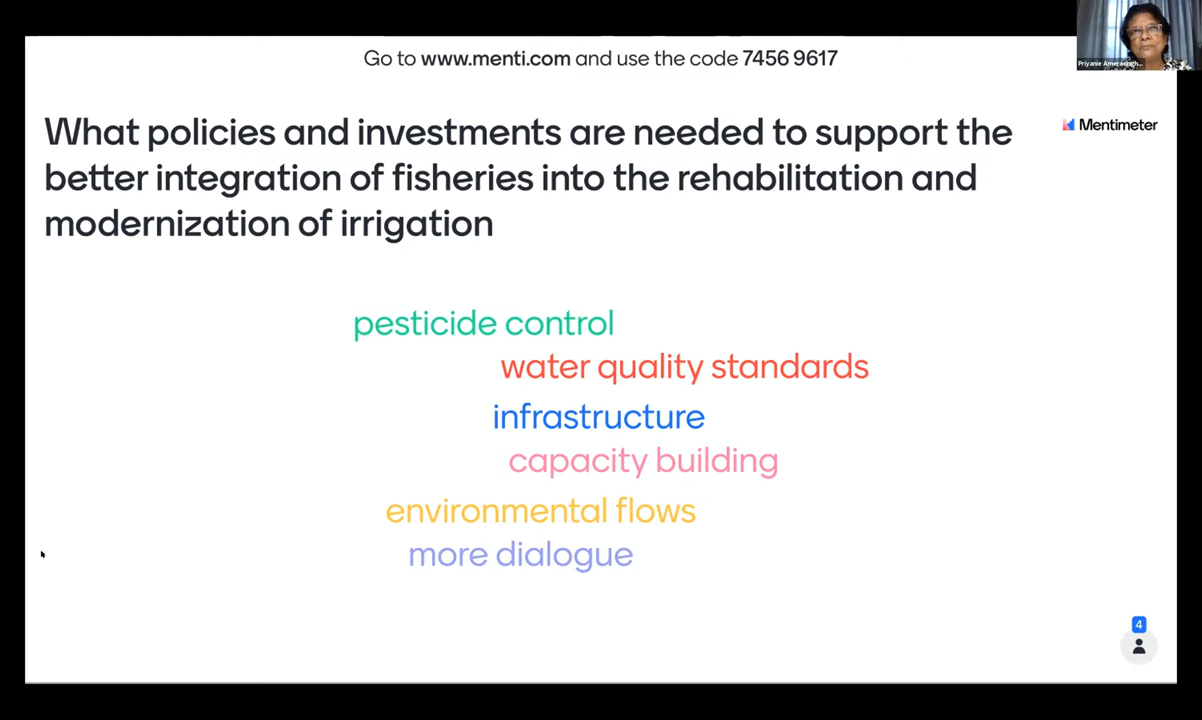 Go to www.menti.com and use the code 7456 9617
Priyanie Amerasingh...
What policies and investments are needed to support the
Mentimeter
better integration of fisheries into the rehabilitation and
modernization of irrigation
pesticide control
water quality standards
infrastructure
capacity building
environmental flows
more dialogue
4